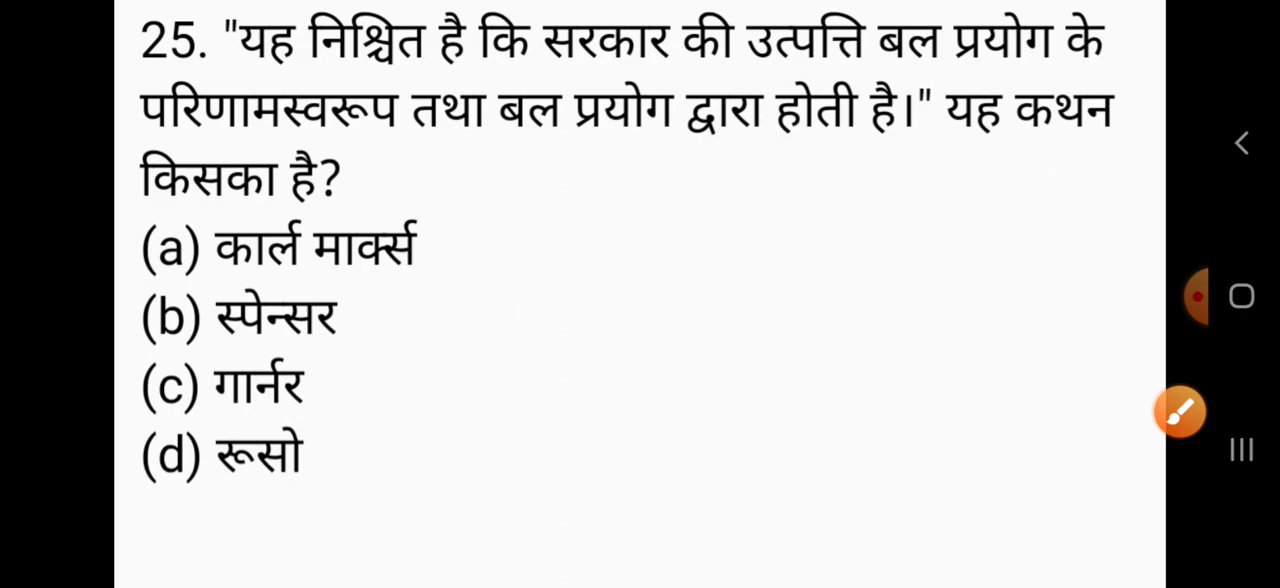 25. "यह निश्चित है कि सरकार की उत्पत्ति बल प्रयोग के
परिणामस्वरूप तथा बल प्रयोग द्वारा होती है।" यह कथन
किसका है?
(a) कार्ल मार्क्स
(b) स्पेन्सर
(c) गार्नर
(d) रूसो